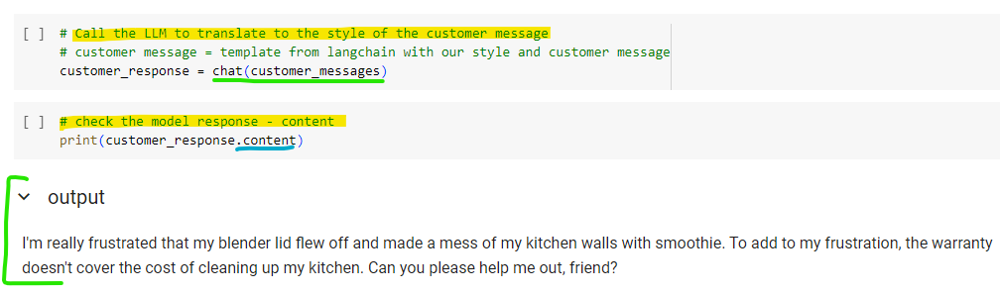 [ ] # Call the LLM to translate to the style of the customer message
# customer message = template from langchain with our style and customer message
customer_response = chat(customer_messages)
[ ] # check the model response - content
print(customer_response.content)
output
I'm really frustrated that my blender lid flew off and made a mess of my kitchen walls with smoothie. To add to my frustration, the warranty
doesn't cover the cost of cleaning up my kitchen. Can you please help me out, friend?